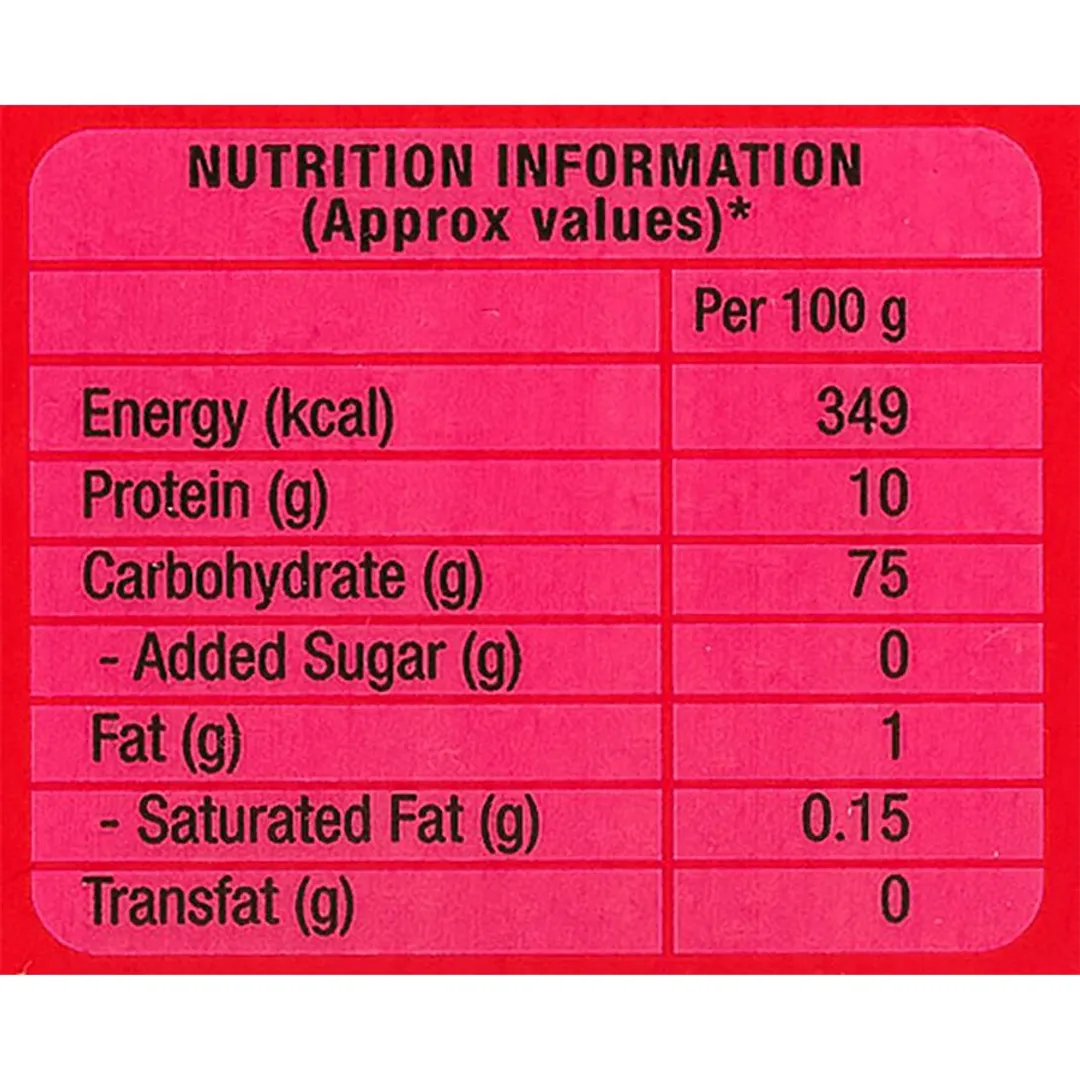 NUTRITION INFORMATION
(Approx values)*
Per 100 g
Energy (kcal) 349
Protein (g) 10
Carbohydrate (g) 75
- Added Sugar (g) 0
Fat (g) 1
- Saturated Fat (g) 0.15
Transfat (g) 0